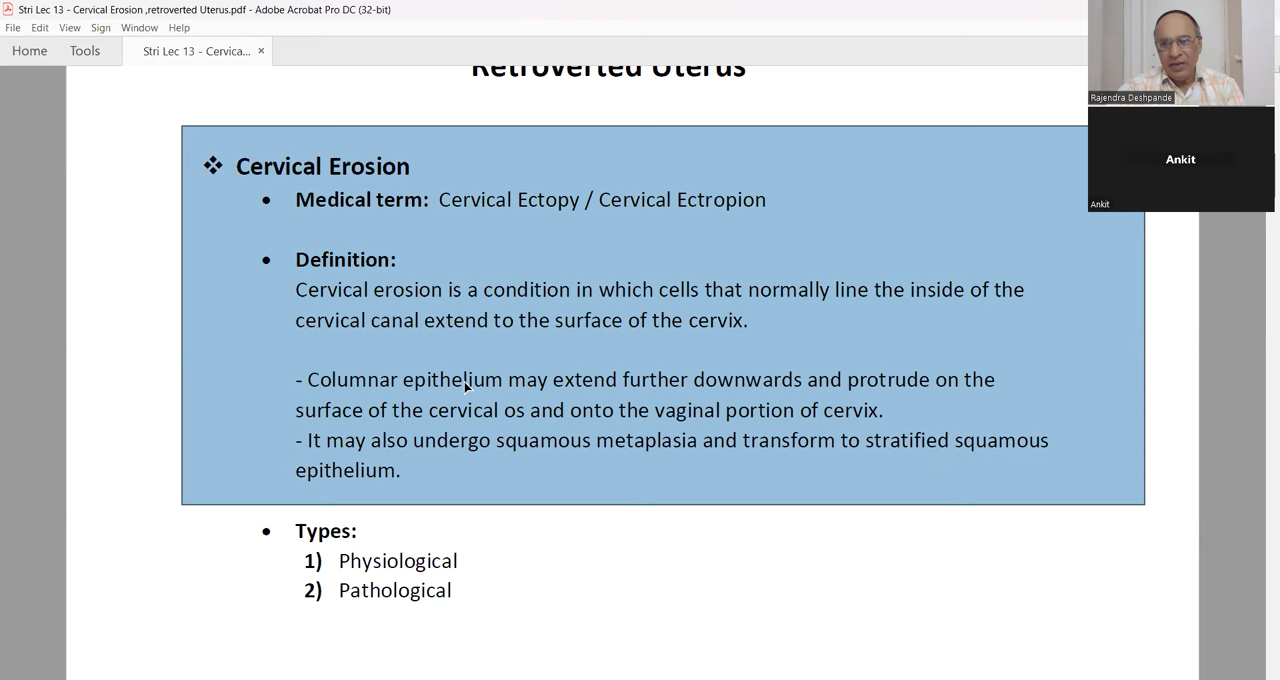 Stri Lec 13 - Cervical Erosion ,retroverted Uterus.pdf - Adobe Acrobat Pro DC (32-bit)
File Edit View Sign Window Help
Home Tools Stri Lec 13 - Cervica... ×
Retroverted Uterus
Rajendra Deshpande
Ankit
Ankit
❖ Cervical Erosion
• Medical term: Cervical Ectopy / Cervical Ectropion
• Definition:
Cervical erosion is a condition in which cells that normally line the inside of the
cervical canal extend to the surface of the cervix.
- Columnar epithelium may extend further downwards and protrude on the
surface of the cervical os and onto the vaginal portion of cervix.
- It may also undergo squamous metaplasia and transform to stratified squamous
epithelium.
• Types:
1) Physiological
2) Pathological